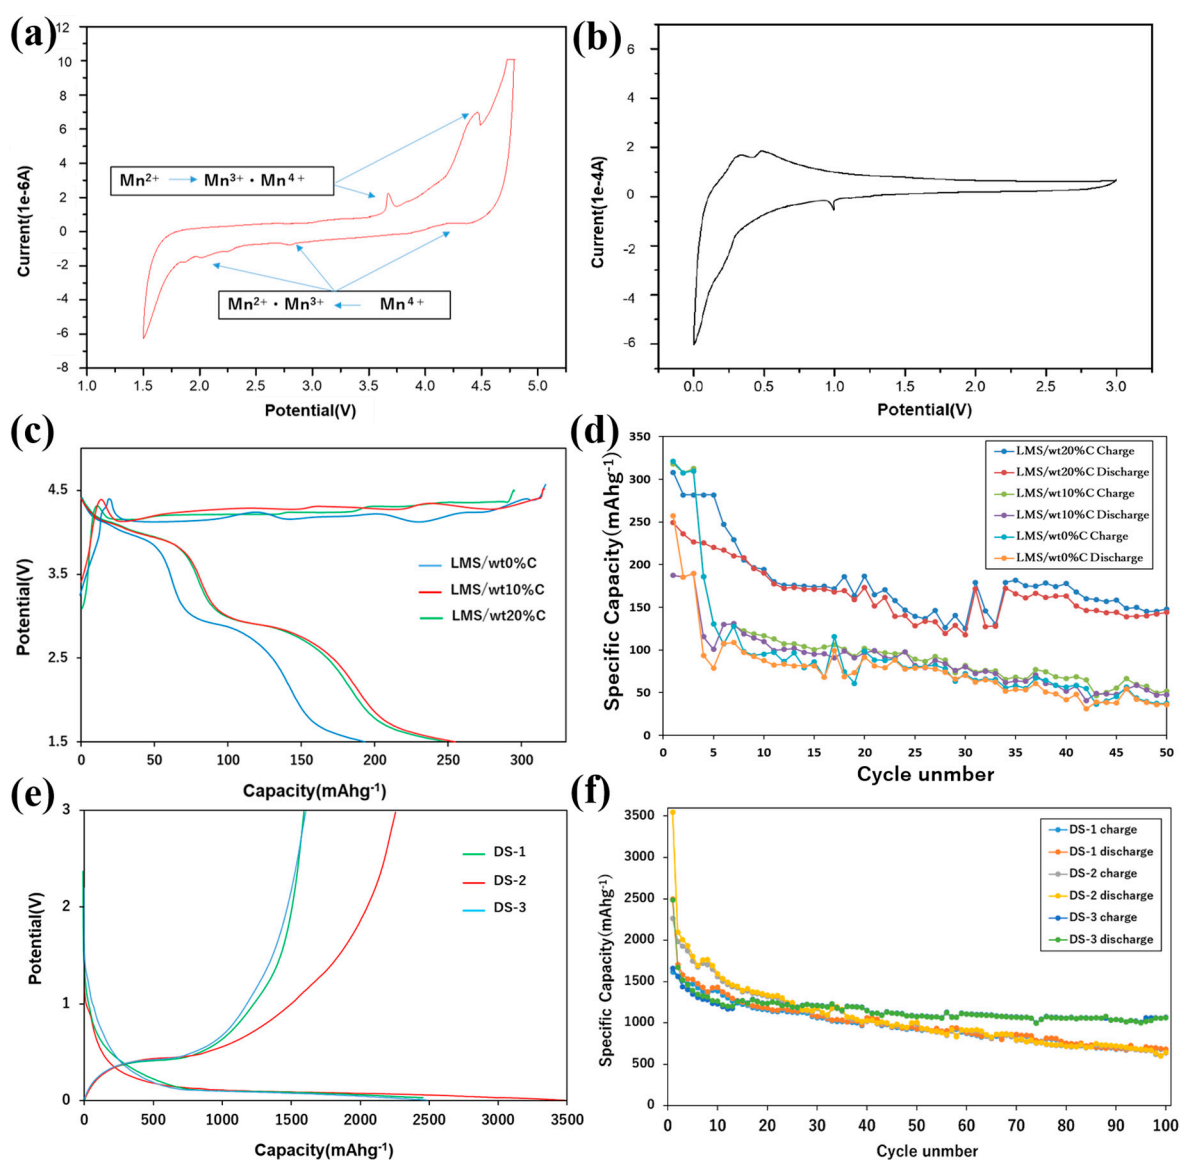 (a)
12
10
8
6
4
2
0
-2
-4
-6
-8
Current(1e-6A)
Mn²⁺ → Mn³⁺・Mn⁴⁺
Mn²⁺・Mn³⁺ ← Mn⁴⁺
1.0 1.5 2.0 2.5 3.0 3.5 4.0 4.5 5.0
Potential(V)
(b)
6
4
2
0
-2
-4
-6
Current(1e-4A)
0.0 0.5 1.0 1.5 2.0 2.5 3.0
Potential(V)
(c)
4.5
3.5
2.5
1.5
Potential(V)
LMS/wt0%C
LMS/wt10%C
LMS/wt20%C
0 50 100 150 200 250 300
Capacity(mAhg⁻¹)
(d)
350
300
250
200
150
100
50
0
Specific Capacity(mAhg⁻¹)
LMS/wt20%C Charge
LMS/wt20%C Discharge
LMS/wt10%C Charge
LMS/wt10%C Discharge
LMS/wt0%C Charge
LMS/wt0%C Discharge
0 5 10 15 20 25 30 35 40 45 50
Cycle unmber
(e)
3
2
1
0
Potential(V)
DS-1
DS-2
DS-3
0 500 1000 1500 2000 2500 3000 3500
Capacity(mAhg⁻¹)
(f)
3500
3000
2500
2000
1500
1000
500
0
Specific Capacity(mAhg⁻¹)
DS-1 charge
DS-1 discharge
DS-2 charge
DS-2 discharge
DS-3 charge
DS-3 discharge
0 10 20 30 40 50 60 70 80 90 100
Cycle unmber